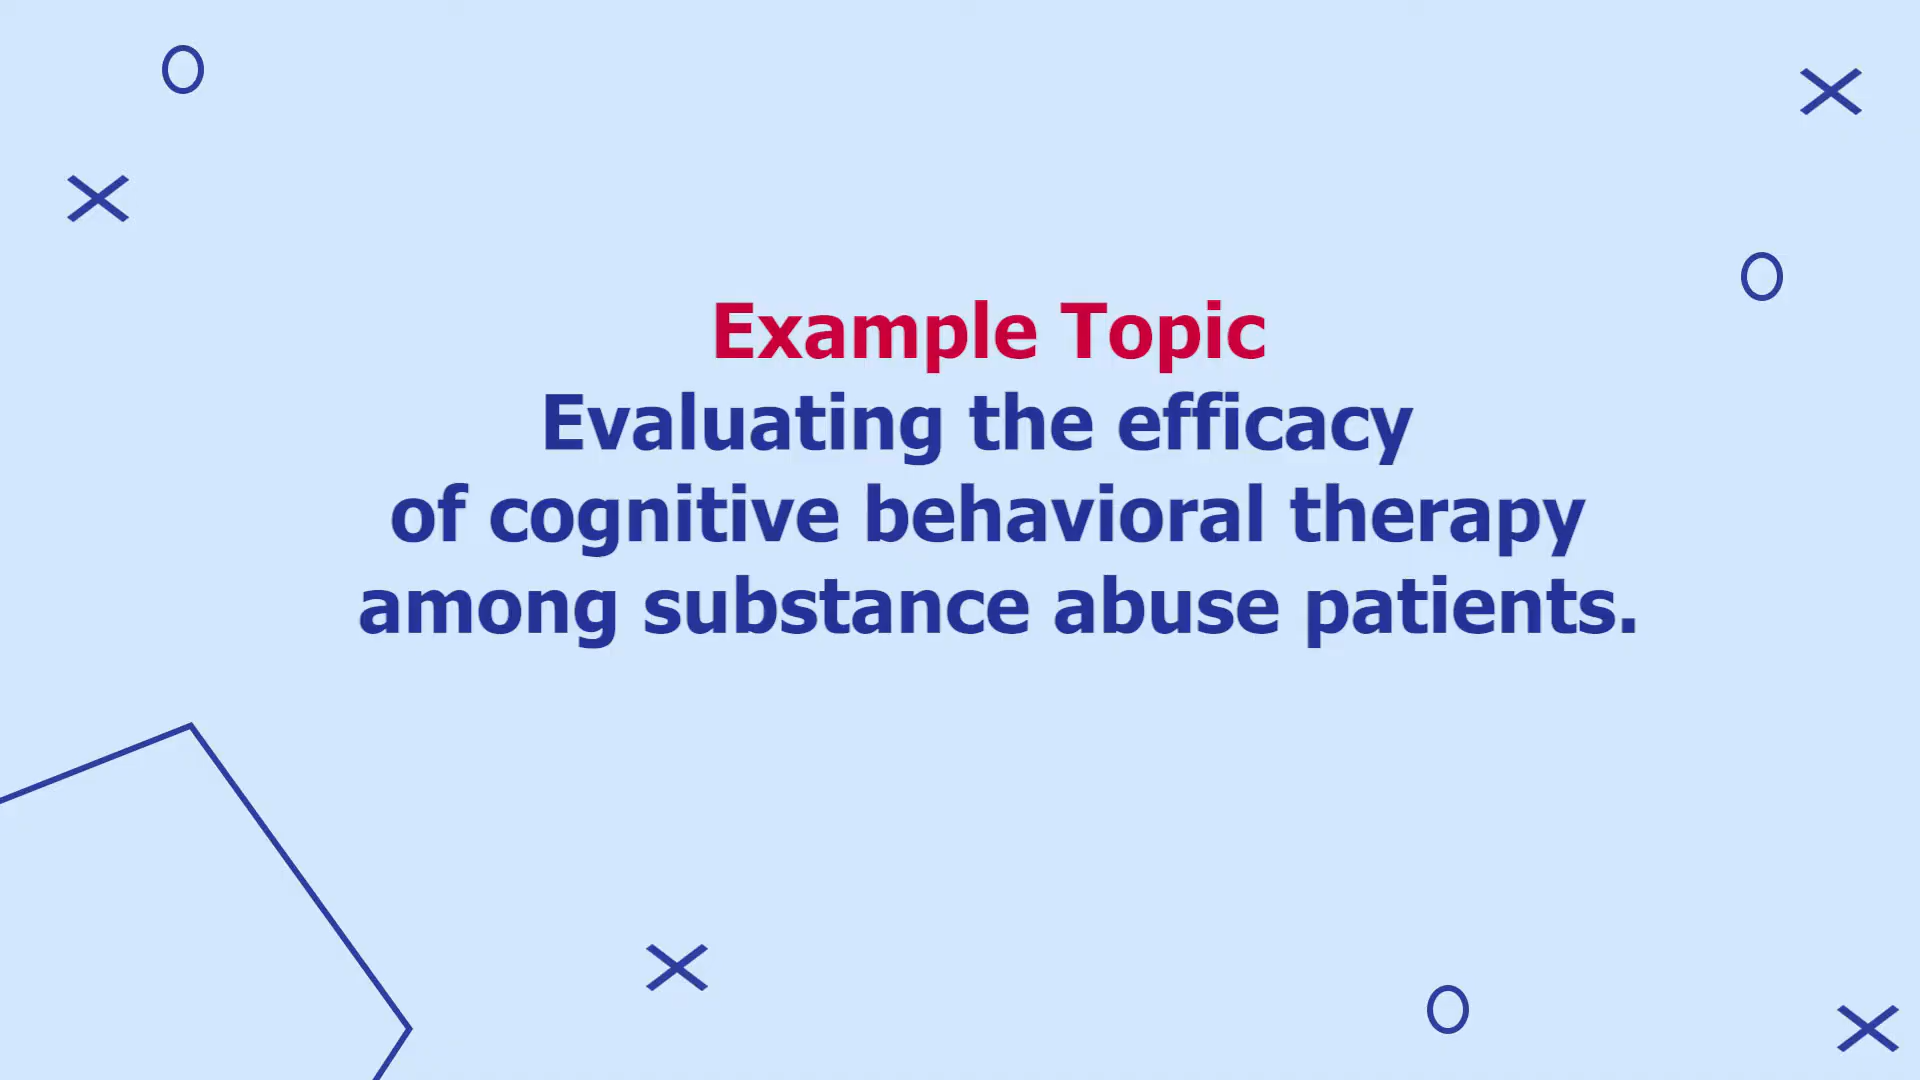 Example Topic
Evaluating the efficacy
of cognitive behavioral therapy
among substance abuse patients.